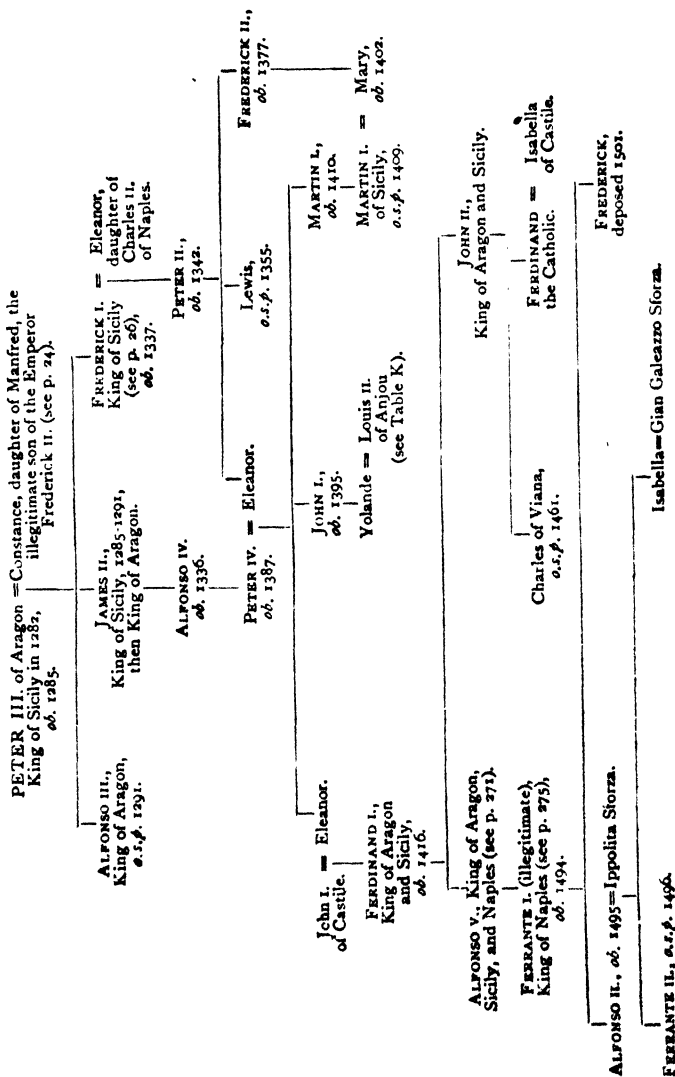 PETER III. of Aragon = Constance, daughter of Manfred, the
King of Sicily in 1282, illegitimate son of the Emperor
ob. 1285. Frederick II. (see p. 24).
ALFONSO III.,
King of Aragon,
o.s.p. 1291.
JAMES II.,
King of Sicily, 1285-1291,
then King of Aragon.
FREDERICK I. = Eleanor,
King of Sicily daughter of
(see p. 26), Charles II.
ob. 1337. of Naples.
ALFONSO IV.
ob. 1336.
PETER II.,
ob. 1342.
PETER IV. = Eleanor.
ob. 1387.
Lewis,
o.s.p. 1355.
FREDERICK II.,
ob. 1377.
John I. = Eleanor.
of Castile.
JOHN I.,
ob. 1395.
MARTIN I.,
ob. 1410.
FERDINAND I.,
King of Aragon
and Sicily,
ob. 1416.
Yolande = Louis II.
of Anjou
(see Table K).
MARTIN I. = Mary,
of Sicily, ob. 1402.
o.s.p. 1409.
ALFONSO V., King of Aragon,
Sicily, and Naples (see p. 271).
JOHN II.,
King of Aragon and Sicily.
FERRANTE I. (illegitimate),
King of Naples (see p. 275),
ob. 1494.
Charles of Viana,
o.s.p. 1461.
FERDINAND = Isabella
the Catholic. of Castile.
ALFONSO II., ob. 1495=Ippolita Sforza.
FREDERICK,
deposed 1501.
FERRANTE II., o.s.p. 1496.
Isabella=Gian Galeazzo Sforza.